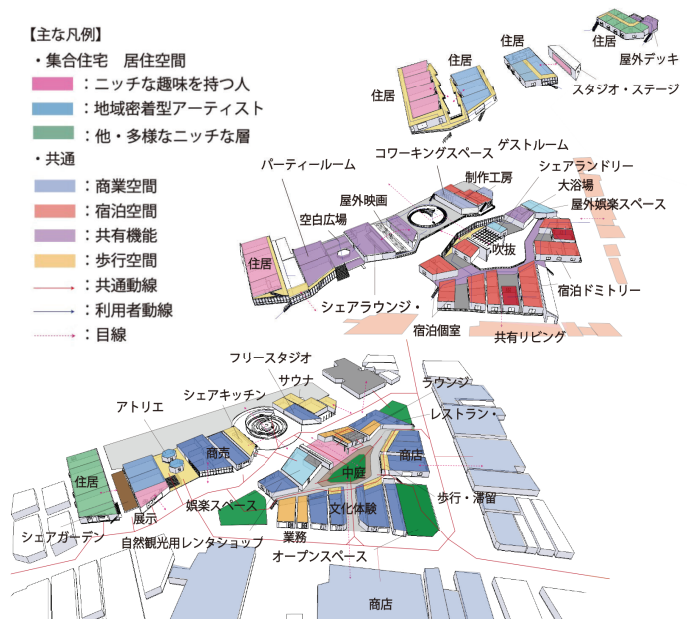 【主な凡例】
・集合住宅　居住空間
：ニッチな趣味を持つ人
：地域密着型アーティスト
：他・多様なニッチな層
・共通
：商業空間
：宿泊空間
：共有機能
：歩行空間
：共通動線
：利用者動線
：目線
住居
屋外デッキ
住居
スタジオ・ステージ
住居
住居
コワーキングスペース
ゲストルーム
シェアランドリー
パーティールーム
制作工房
大浴場
屋外映画
屋外娯楽スペース
空白広場
吹抜
住居
宿泊ドミトリー
シェアラウンジ・
宿泊個室
共有リビング
フリースタジオ
サウナ
ラウンジ
シェアキッチン
レストラン・
アトリエ
商売
商店
中庭
住居
歩行・滞留
娯楽スペース
文化体験
展示
シェアガーデン
業務
自然観光用レンタショップ
オープンスペース
商店